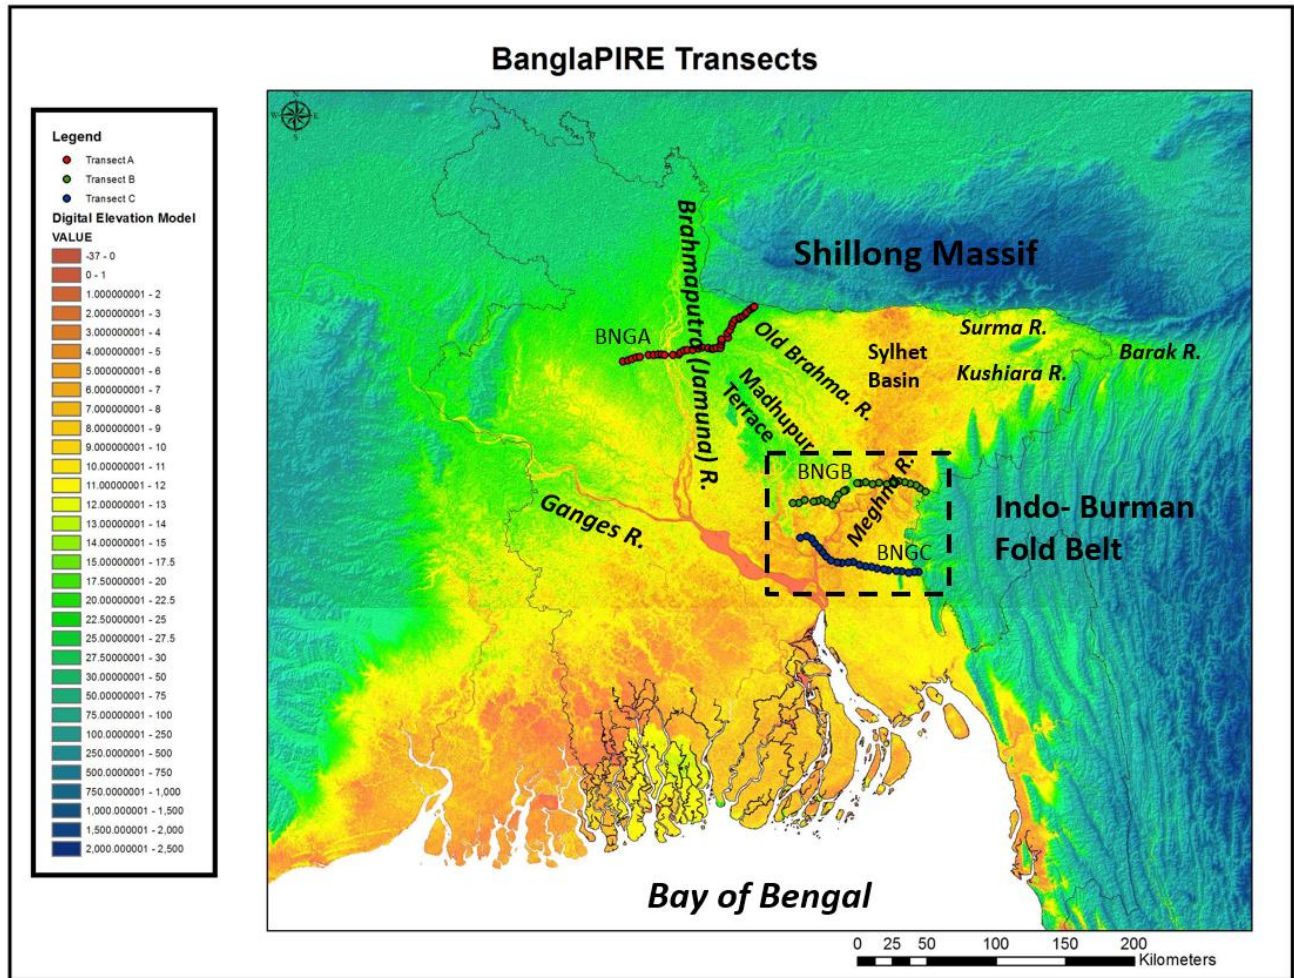 BanglaPIRE Transects
Legend
Transect A
Transect B
Transect C
Digital Elevation Model
VALUE
-37 - 0
0 - 1
1.000000001 - 2
2.000000001 - 3
3.000000001 - 4
4.000000001 - 5
5.000000001 - 6
6.000000001 - 7
7.000000001 - 8
8.000000001 - 9
9.000000001 - 10
10.00000001 - 11
11.00000001 - 12
12.00000001 - 13
13.00000001 - 14
14.00000001 - 15
15.00000001 - 17.5
17.50000001 - 20
20.00000001 - 22.5
22.50000001 - 25
25.00000001 - 27.5
27.50000001 - 30
30.00000001 - 50
50.00000001 - 75
75.00000001 - 100
100.0000001 - 250
250.0000001 - 500
500.0000001 - 750
750.0000001 - 1,000
1,000.000001 - 1,500
1,500.000001 - 2,000
2,000.000001 - 2,500
N
W E
S
Brahmaputra (Jamuna) R.
Shillong Massif
BNGA
Old Brahma. R.
Surma R.
Sylhet
Basin
Barak R.
Kushiara R.
Madhupur
Terrace
BNGB
Meghna R.
Ganges R.
BNGC
Indo- Burman
Fold Belt
Bay of Bengal
0 25 50 100 150 200
Kilometers